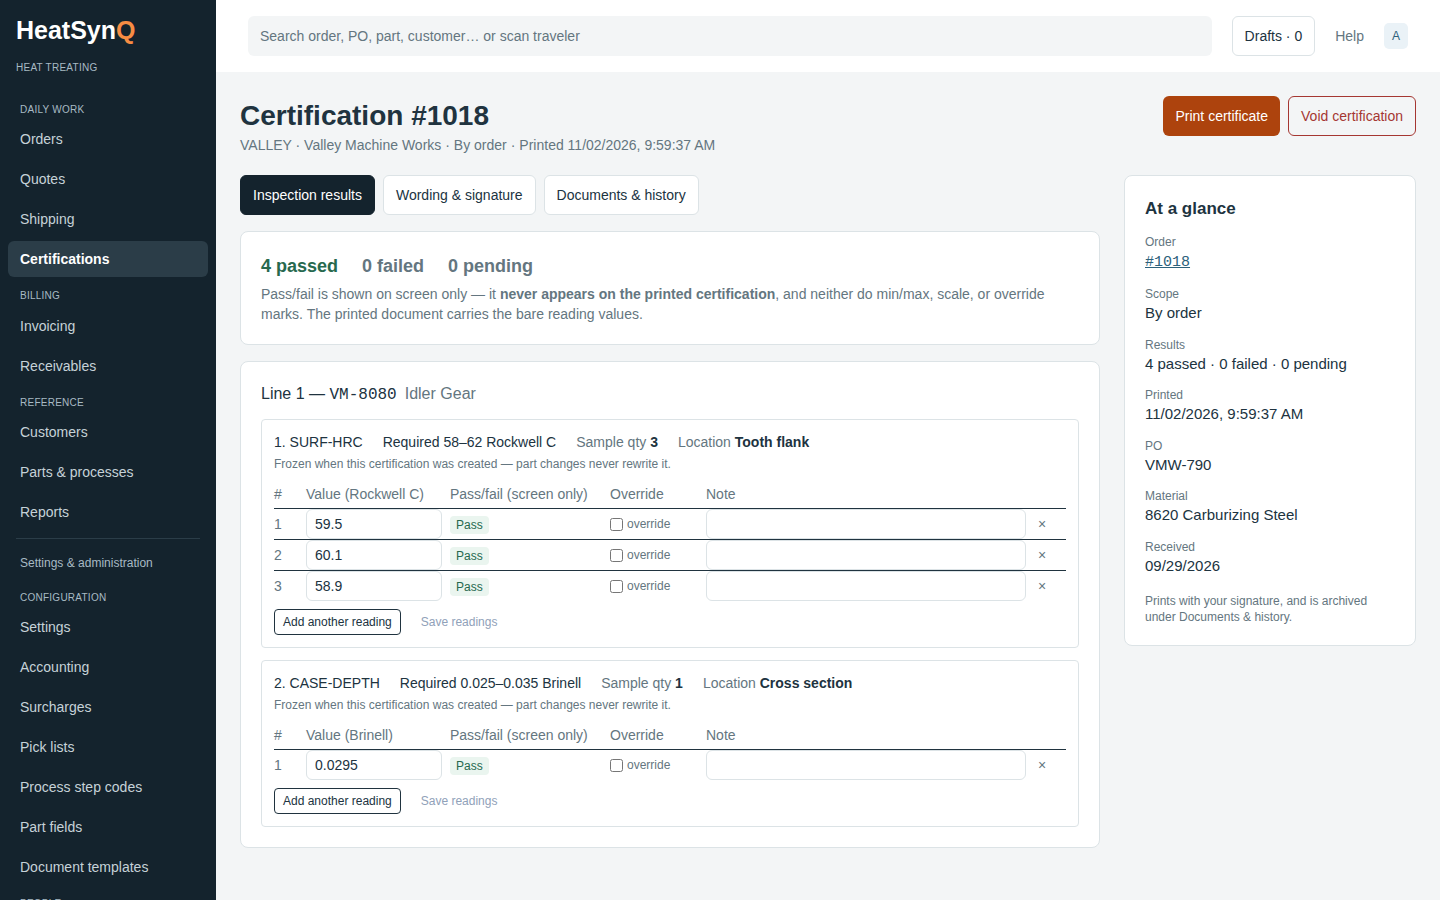 HeatSynQ
HEAT TREATING
DAILY WORK
Orders
Quotes
Shipping
Certifications
BILLING
Invoicing
Receivables
REFERENCE
Customers
Parts & processes
Reports
Settings & administration
CONFIGURATION
Settings
Accounting
Surcharges
Pick lists
Process step codes
Part fields
Document templates
Search order, PO, part, customer… or scan traveler
Drafts · 0
Help
A
Certification #1018
VALLEY · Valley Machine Works · By order · Printed 11/02/2026, 9:59:37 AM
Print certificate
Void certification
Inspection results
Wording & signature
Documents & history
4 passed 0 failed 0 pending
Pass/fail is shown on screen only — it never appears on the printed certification, and neither do min/max, scale, or override
marks. The printed document carries the bare reading values.
Line 1 — VM-8080 Idler Gear
1. SURF-HRC Required 58–62 Rockwell C Sample qty 3 Location Tooth flank
Frozen when this certification was created — part changes never rewrite it.
# Value (Rockwell C) Pass/fail (screen only) Override Note
1 59.5 Pass override ×
2 60.1 Pass override ×
3 58.9 Pass override ×
Add another reading Save readings
2. CASE-DEPTH Required 0.025–0.035 Brinell Sample qty 1 Location Cross section
Frozen when this certification was created — part changes never rewrite it.
# Value (Brinell) Pass/fail (screen only) Override Note
1 0.0295 Pass override ×
Add another reading Save readings
At a glance
Order
#1018
Scope
By order
Results
4 passed · 0 failed · 0 pending
Printed
11/02/2026, 9:59:37 AM
PO
VMW-790
Material
8620 Carburizing Steel
Received
09/29/2026
Prints with your signature, and is archived
under Documents & history.